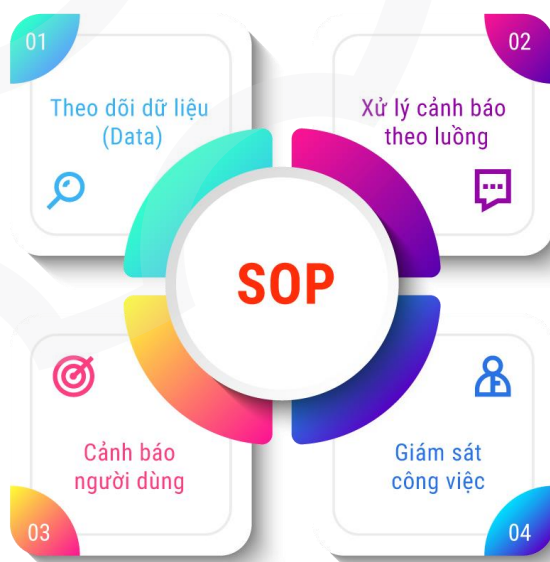 01
Theo dõi dữ liệu
(Data)
02
Xử lý cảnh báo
theo luồng
SOP
Cảnh báo
người dùng
03
Giám sát
công việc
04